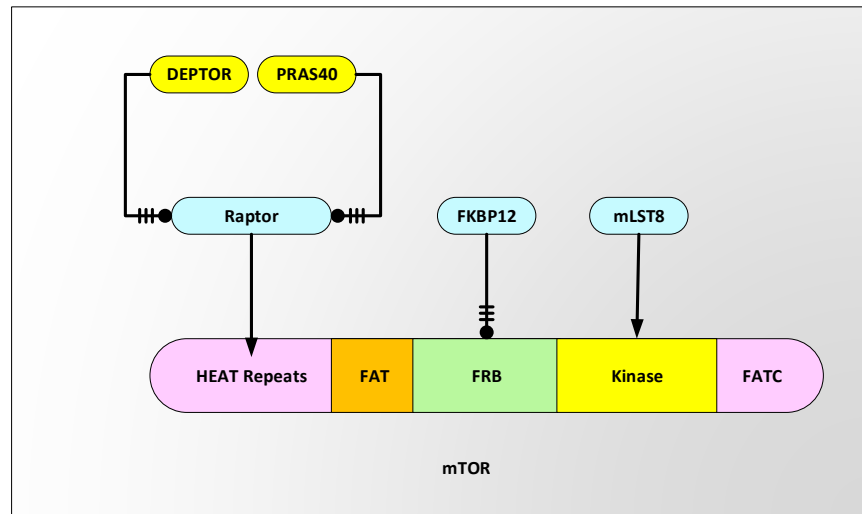 DEPTOR PRAS40
Raptor FKBP12 mLST8
HEAT Repeats FAT FRB Kinase FATC
mTOR